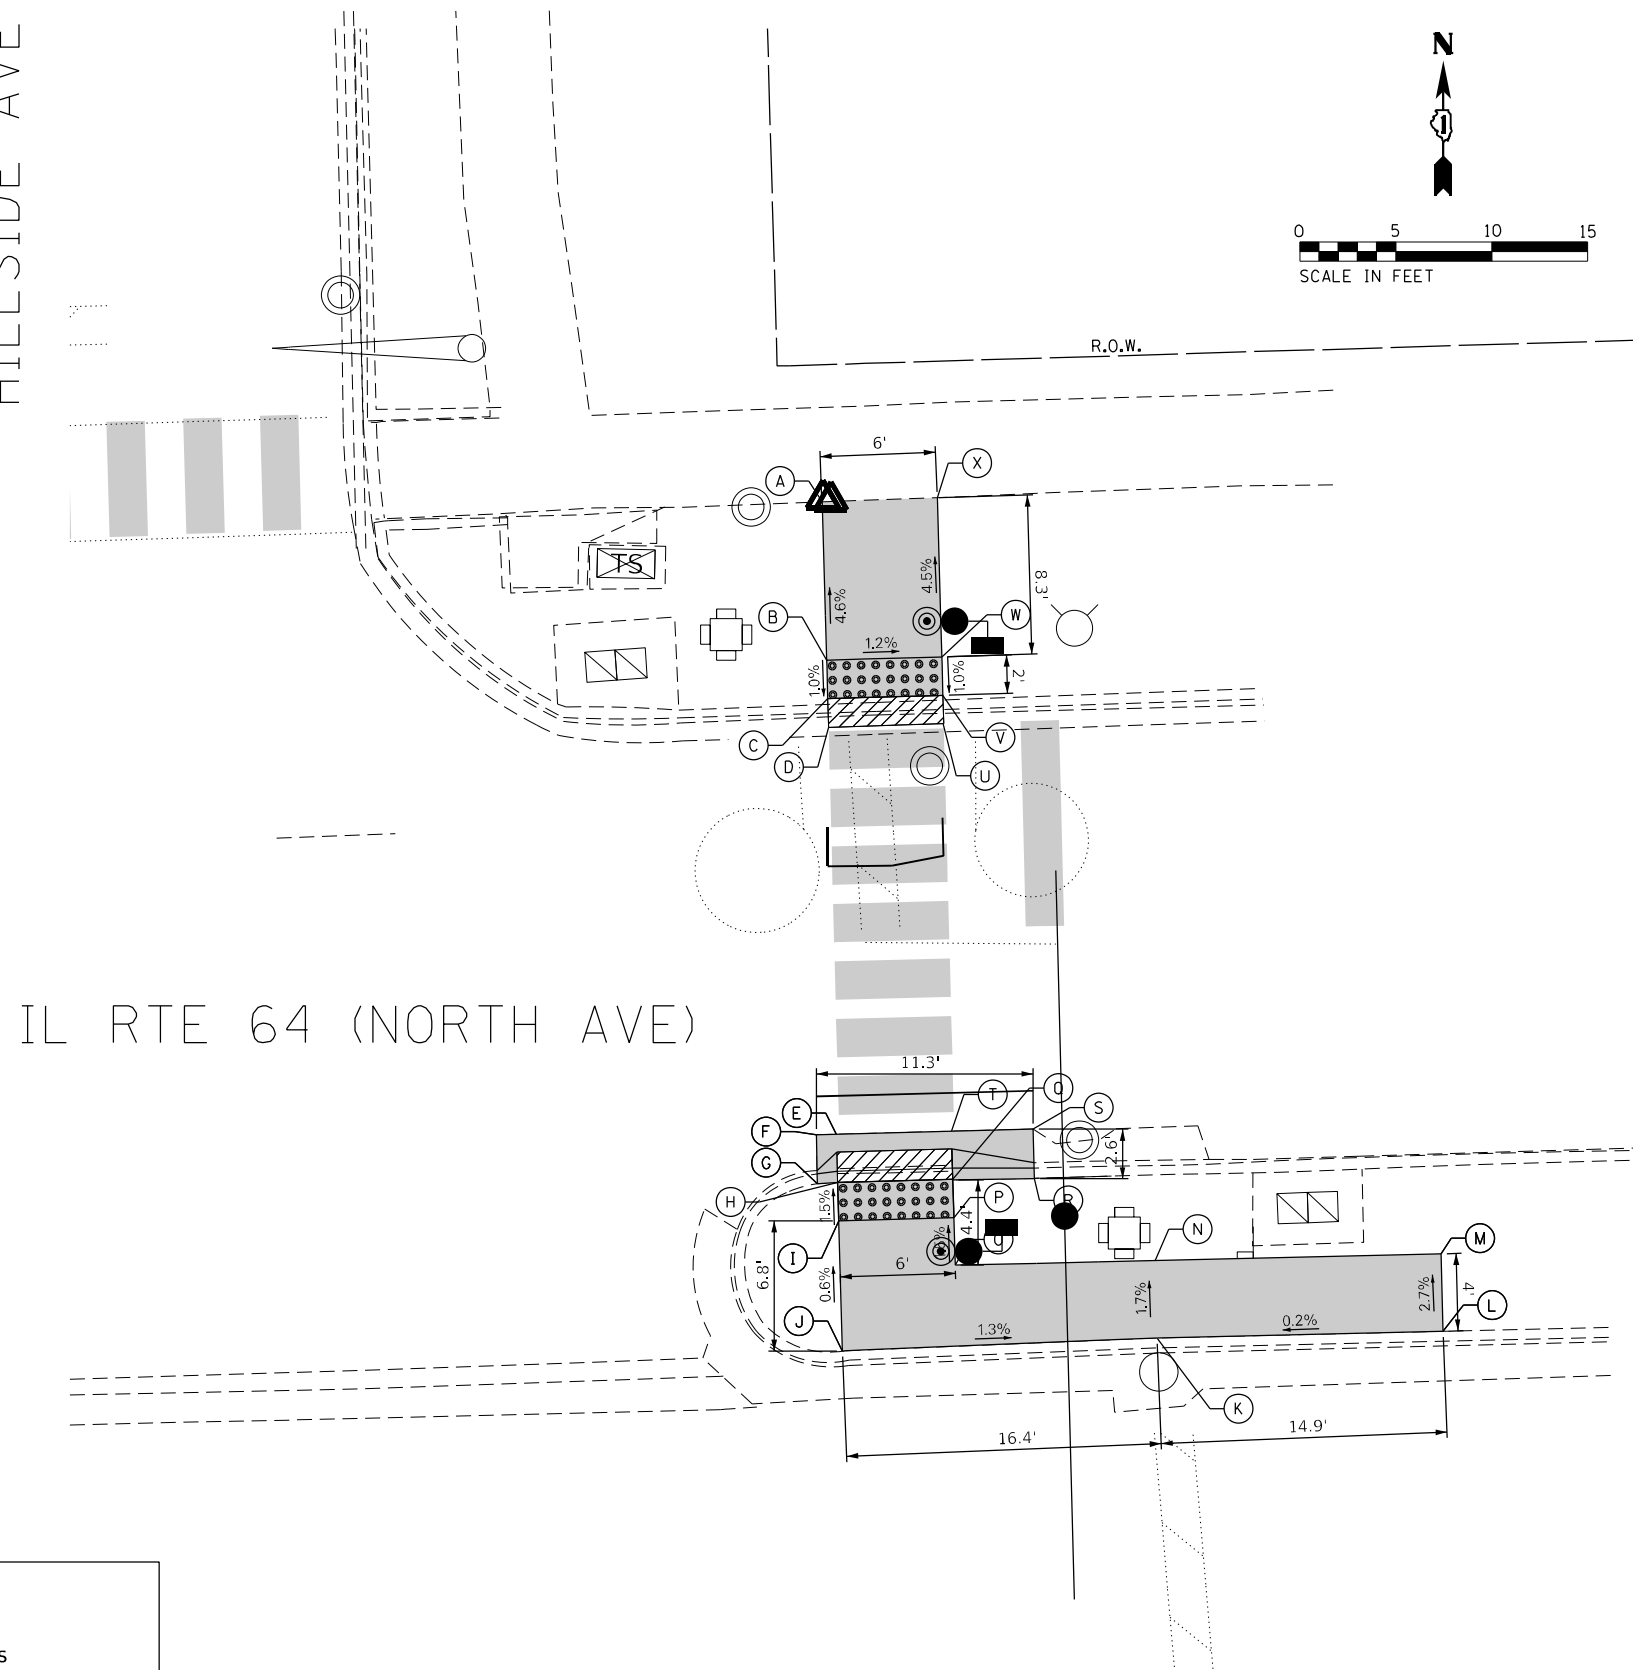 HILLSIDE AVE
N
1
0 5 10 15
SCALE IN FEET
R.O.W.
6'
A
X
TS
4.5%
4.6%
8.3'
B
W
1.2%
1.0%
1.0%
2'
C
V
D
U
IL RTE 64 (NORTH AVE)
11.3'
E
T
Q
S
F
G
2.6'
H
1.5%
P
R
4.4'
N
I
6'
M
6.8'
0.6%
1.7%
2.7%
4'
J
1.3%
0.2%
L
K
16.4'
14.9'
S